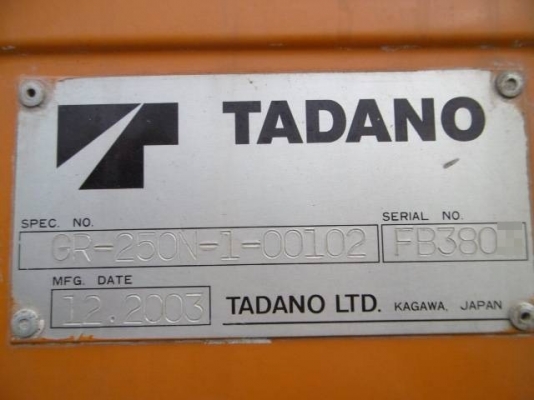 TADANO
SPEC. NO.
GR-250N-1-00102
SERIAL NO.
FB380
MFG. DATE
12.2003
TADANO LTD. KAGAWA, JAPAN